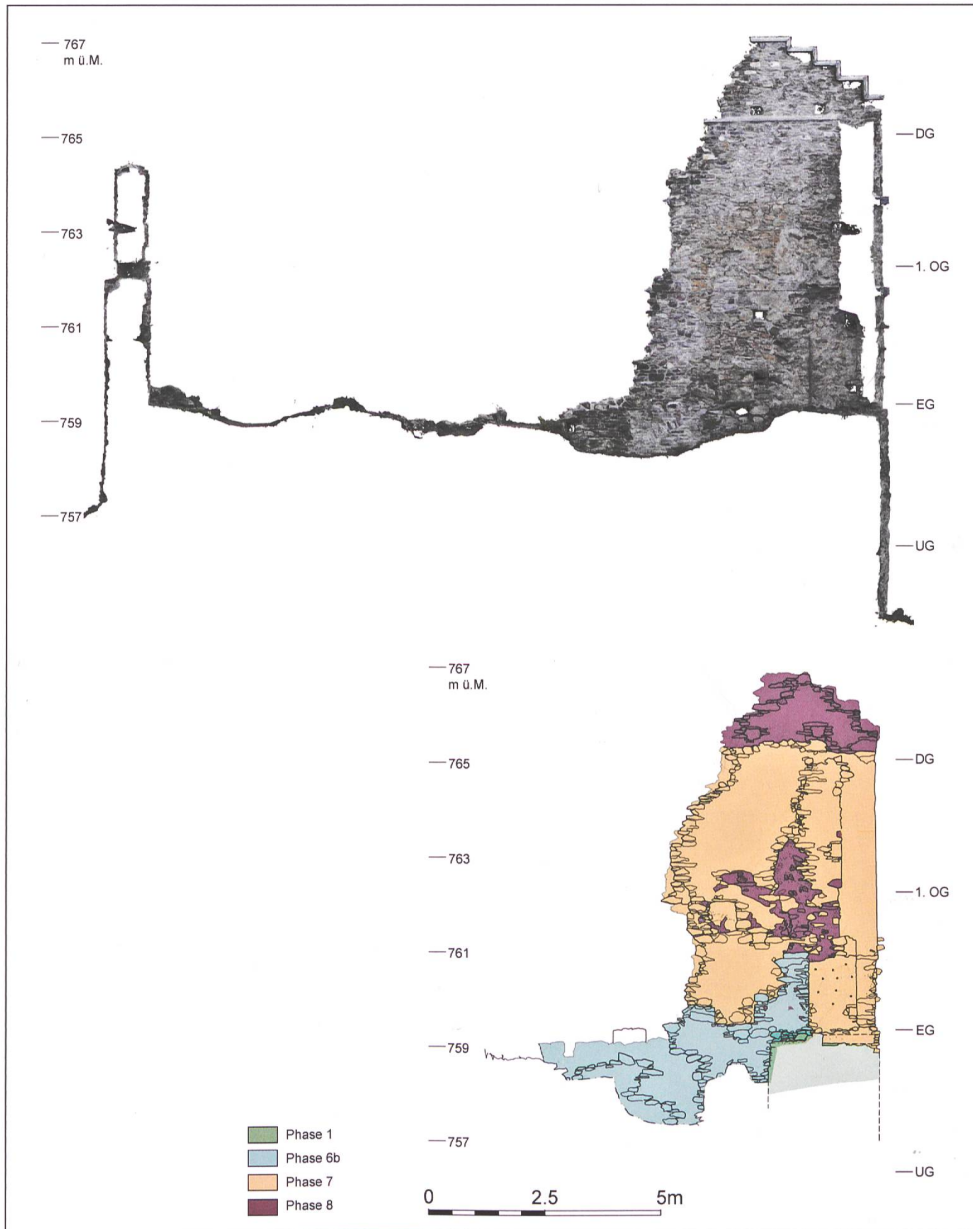 767
m ü.M.
765
DG
763
1. OG
761
759
EG
757
UG
767
m ü.M.
765
DG
763
1. OG
761
759
EG
757
UG
Phase 1
Phase 6b
Phase 7
Phase 8
0 2.5 5m